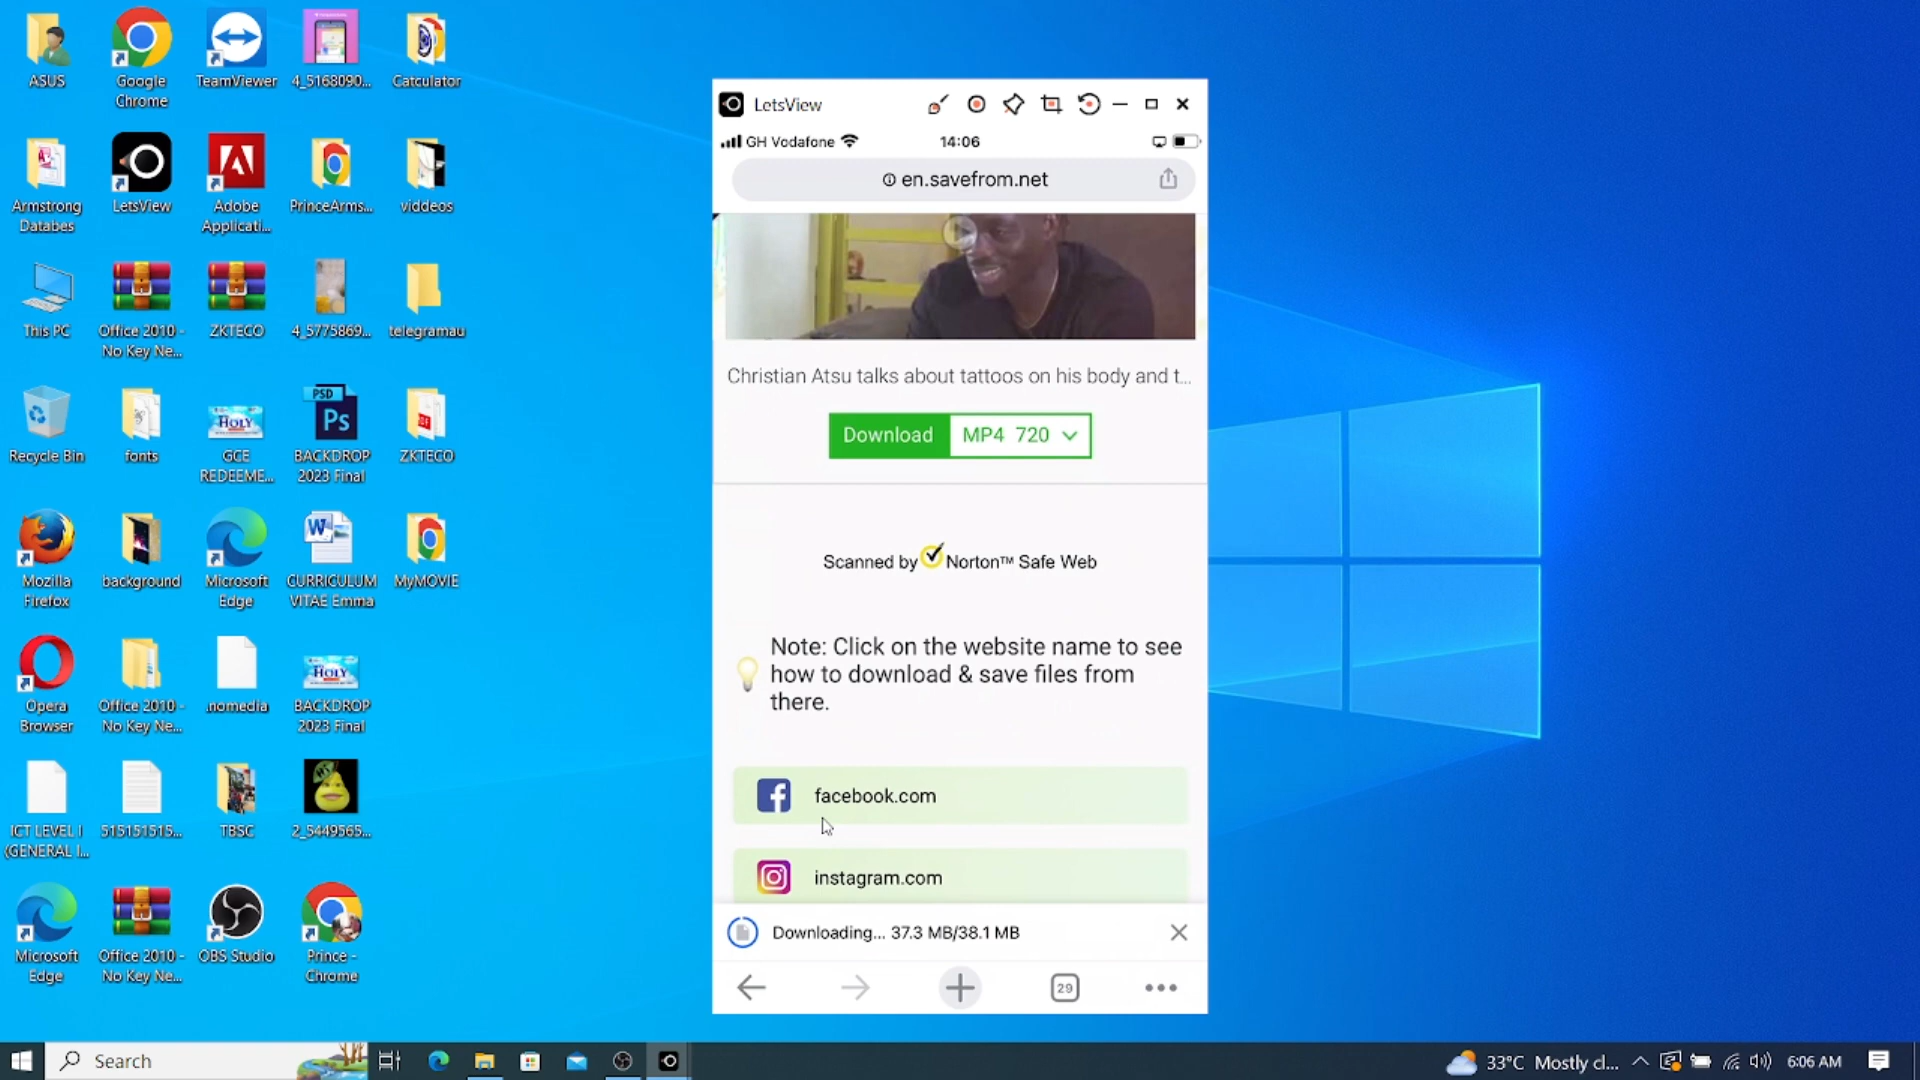 ASUS
Google
Chrome
TeamViewer
4_5168090...
Catculator
Armstrong
Databes
LetsView
Adobe
Applicati...
PrinceArms...
viddeos
This PC
Office 2010 -
No Key Ne...
ZKTECO
4_5775869...
telegramau
Recycle Bin
fonts
HOLY
GCE
REDEEME...
PSD
Ps
BACKDROP
2023 Final
ZKTECO
Mozilla
Firefox
background
Microsoft
Edge
CURRICULUM
VITAE Emma
MyMOVIE
Opera
Browser
Office 2010 -
No Key Ne...
.nomedia
HOLY
BACKDROP
2023 Final
ICT LEVEL I
(GENERAL I...
515151515...
TBSC
2_5449565...
Microsoft
Edge
Office 2010 -
No Key Ne...
OBS Studio
Prince -
Chrome
LetsView
GH Vodafone
14:06
en.savefrom.net
Christian Atsu talks about tattoos on his body and t...
Download MP4 720
Scanned by Norton™ Safe Web
Note: Click on the website name to see
how to download & save files from
there.
facebook.com
instagram.com
Downloading... 37.3 MB/38.1 MB
29
Search
33°C Mostly cl...
6:06 AM